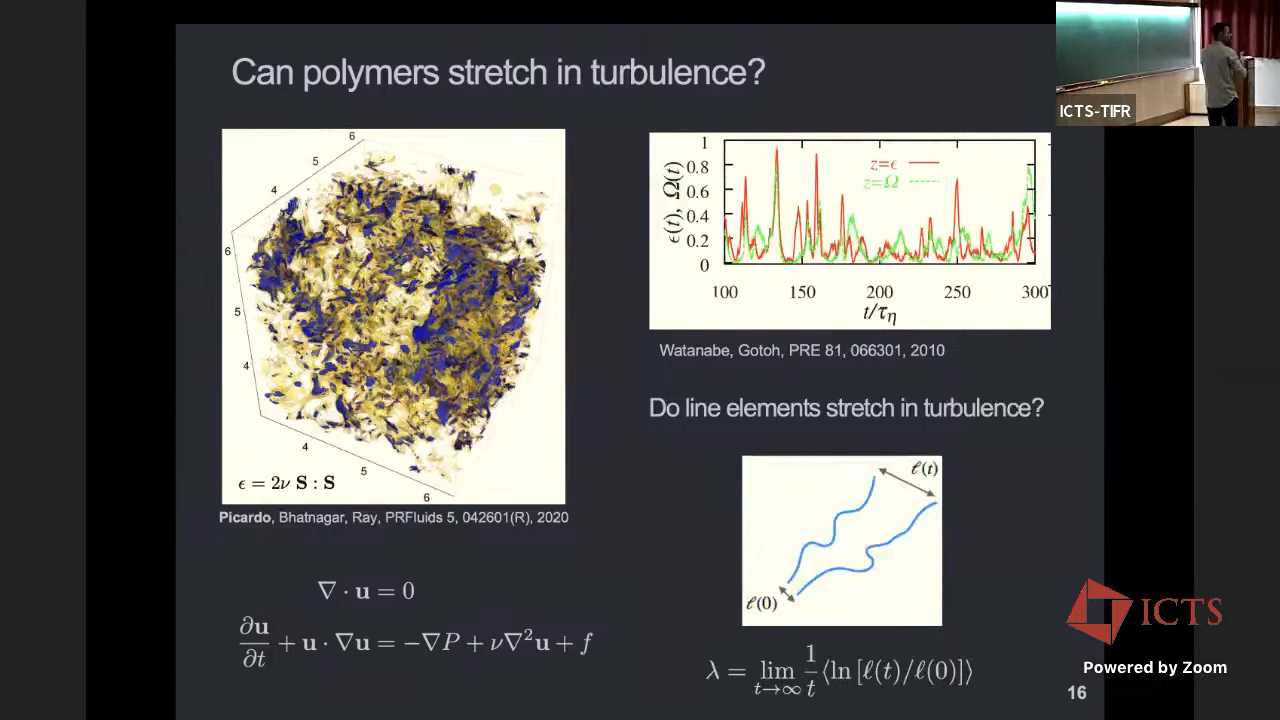 Can polymers stretch in turbulence?
ICTS-TIFR
6
5
4
6
5
4
4
5
6
ϵ = 2ν S : S
Picardo, Bhatnagar, Ray, PRFluids 5, 042601(R), 2020
∇ · u = 0
∂u/∂t + u · ∇u = −∇P + ν∇²u + f
ϵ(t), Ω(t)
1
0.8
0.6
0.4
0.2
0
z=ϵ
z=Ω
100 150 200 250 300
t/τη
Watanabe, Gotoh, PRE 81, 066301, 2010
Do line elements stretch in turbulence?
ℓ(t)
ℓ(0)
λ = lim t→∞ 1/t ⟨ln [ℓ(t)/ℓ(0)]⟩
ICTS
Powered by Zoom
16